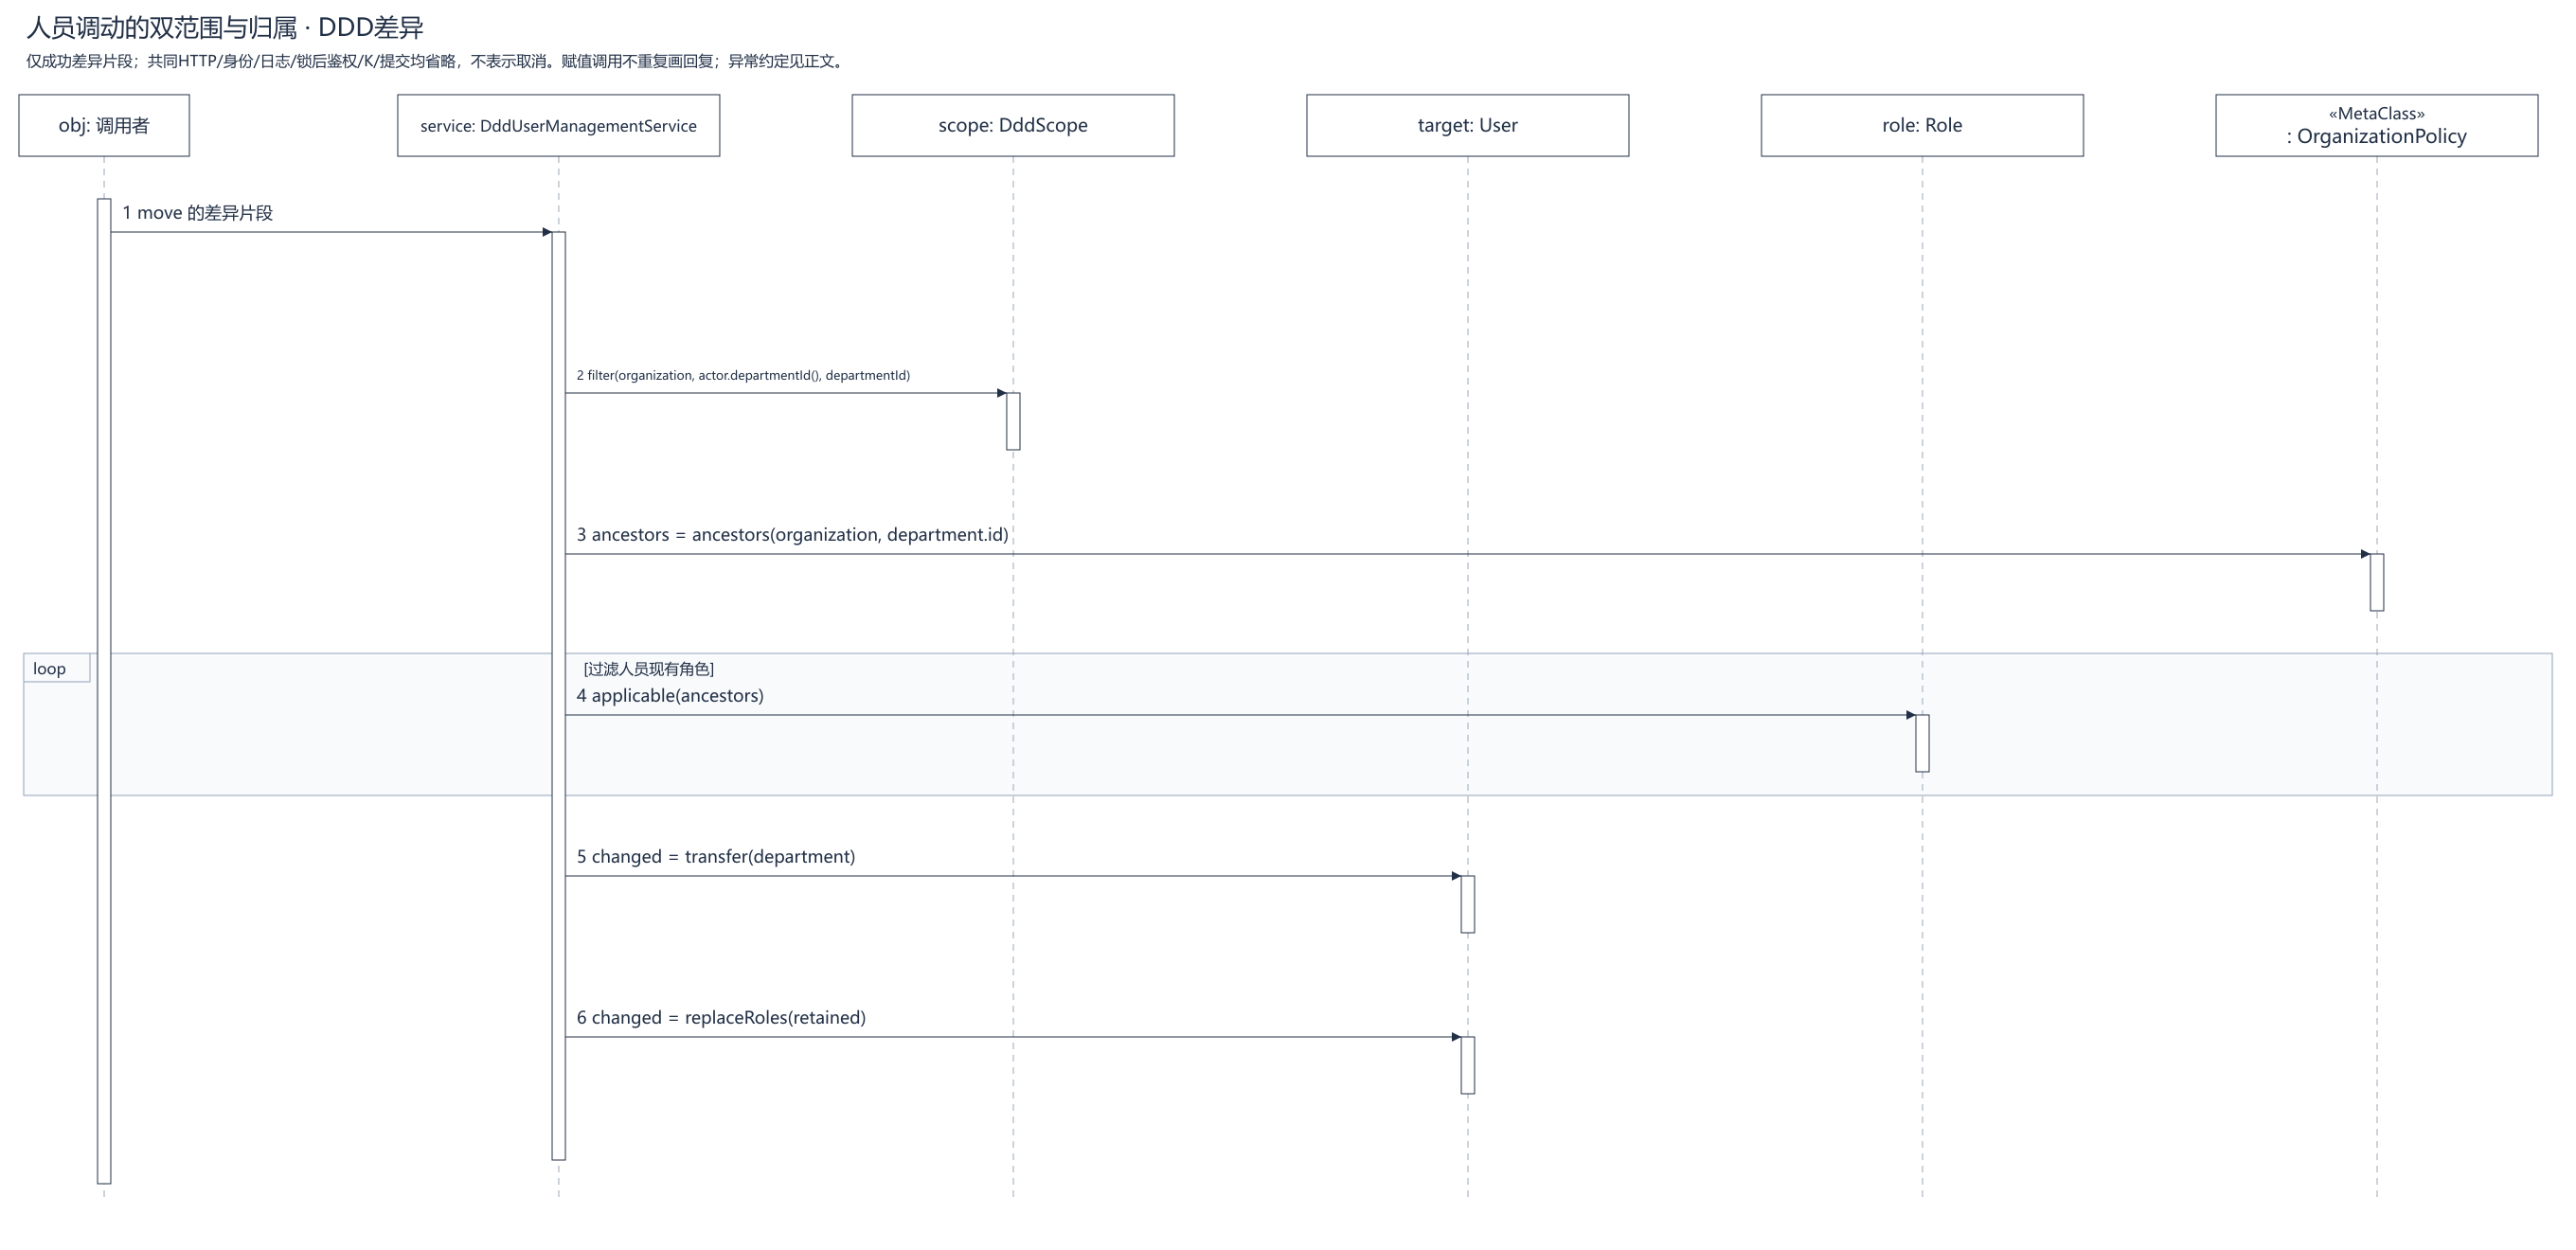 人员调动的双范围与归属 · DDD差异
仅成功差异片段；共同HTTP/身份/日志/锁后鉴权/K/提交均省略，不表示取消。赋值调用不重复画回复；异常约定见正文。
obj: 调用者
service: DddUserManagementService
scope: DddScope
target: User
role: Role
«MetaClass»
: OrganizationPolicy
1 move 的差异片段
2 filter(organization, actor.departmentId(), departmentId)
3 ancestors = ancestors(organization, department.id)
loop
[过滤人员现有角色]
4 applicable(ancestors)
5 changed = transfer(department)
6 changed = replaceRoles(retained)